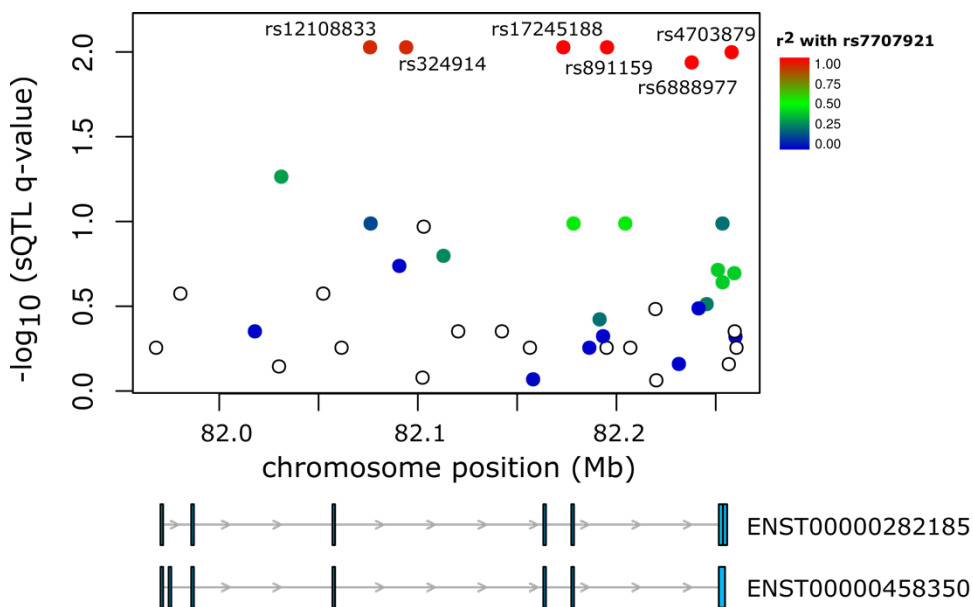 rs12108833
rs17245188
rs4703879
rs324914
rs891159
rs6888977
r2 with rs7707921
1.00
0.75
0.50
0.25
0.00
-log10 (sQTL q-value)
2.0
1.5
1.0
0.5
0.0
82.0
82.1
82.2
chromosome position (Mb)
ENST00000282185
ENST00000458350